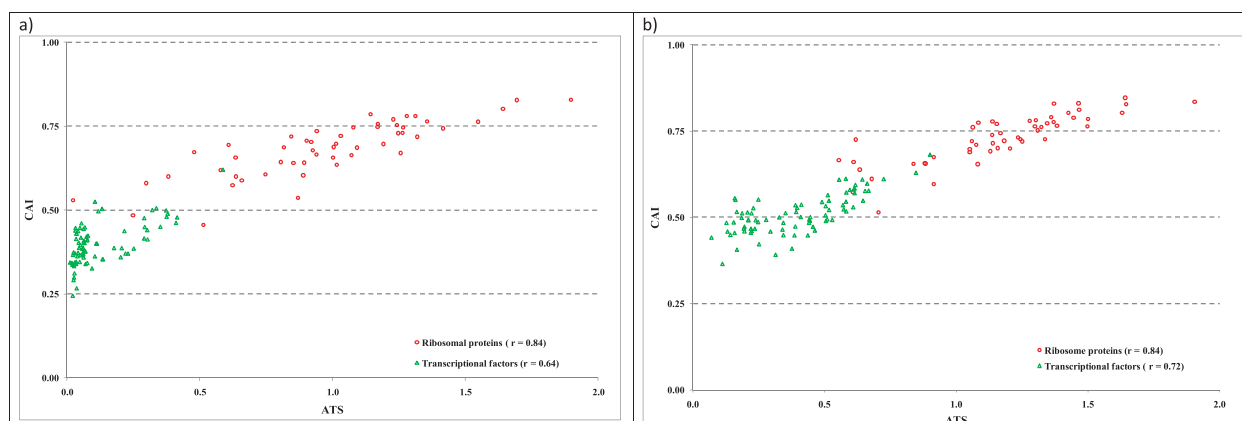 a)
1.00
0.75
0.50
0.25
0.00
CAI
Ribosomal proteins ( r = 0.84)
Transcriptional factors (r = 0.64)
0.0 0.5 1.0 1.5 2.0
ATS
b)
1.00
0.75
0.50
0.25
0.00
CAI
Ribosome proteins (r = 0.84)
Transcriptional factors ( r = 0.72)
0.0 0.5 1.0 1.5 2.0
ATS